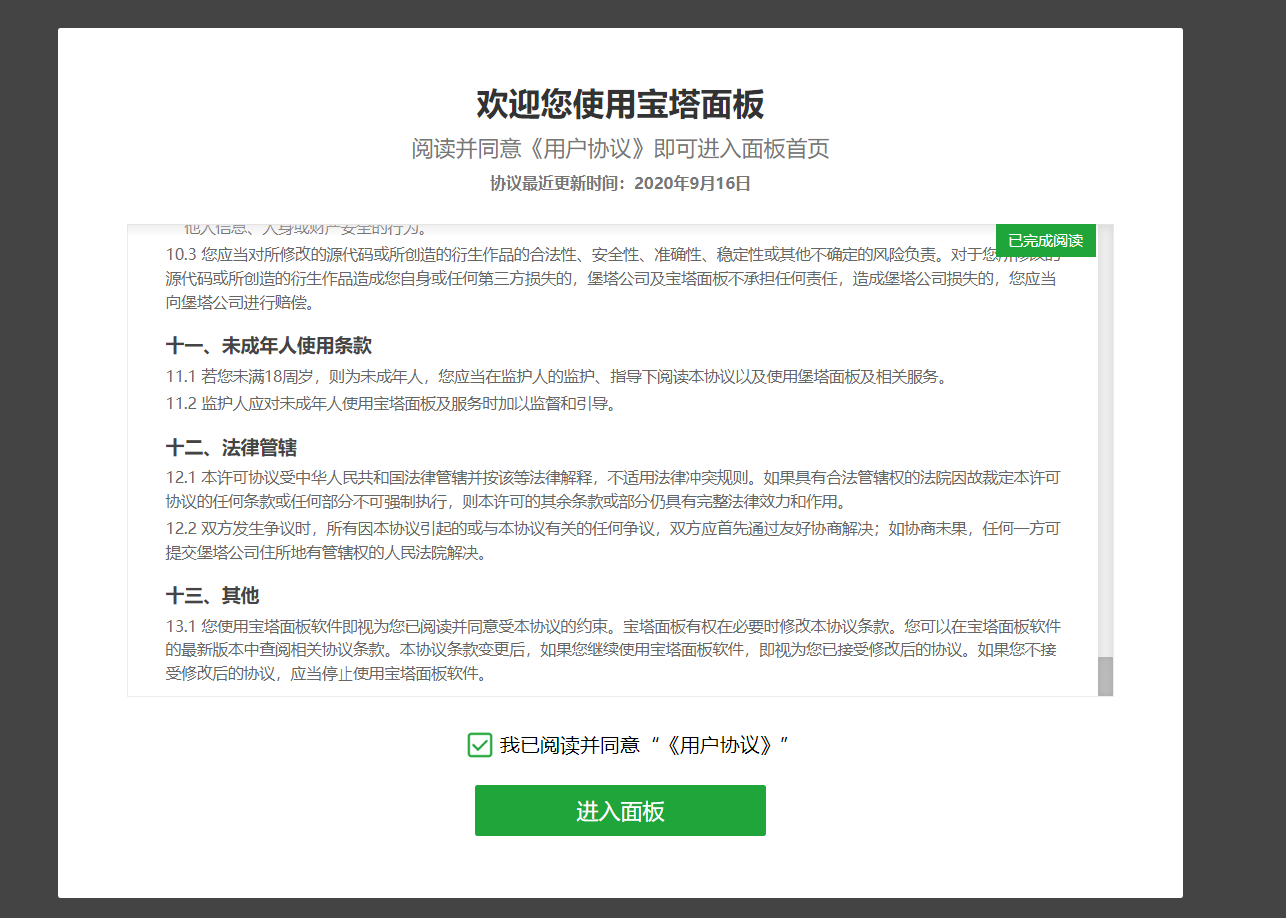 欢迎您使用宝塔面板
阅读并同意《用户协议》即可进入面板首页
协议最近更新时间：2020年9月16日
他人信息、人身或财产安全的行为。
已完成阅读
10.3 您应当对所修改的源代码或所创造的衍生作品的合法性、安全性、准确性、稳定性或其他不确定的风险负责。对于您所修改的
源代码或所创造的衍生作品造成您自身或任何第三方损失的，堡塔公司及宝塔面板不承担任何责任，造成堡塔公司损失的，您应当
向堡塔公司进行赔偿。
十一、未成年人使用条款
11.1 若您未满18周岁，则为未成年人，您应当在监护人的监护、指导下阅读本协议以及使用堡塔面板及相关服务。
11.2 监护人应对未成年人使用宝塔面板及服务时加以监督和引导。
十二、法律管辖
12.1 本许可协议受中华人民共和国法律管辖并按该等法律解释，不适用法律冲突规则。如果具有合法管辖权的法院因故裁定本许可
协议的任何条款或任何部分不可强制执行，则本许可的其余条款或部分仍具有完整法律效力和作用。
12.2 双方发生争议时，所有因本协议引起的或与本协议有关的任何争议，双方应首先通过友好协商解决；如协商未果，任何一方可
提交堡塔公司住所地有管辖权的人民法院解决。
十三、其他
13.1 您使用宝塔面板软件即视为您已阅读并同意受本协议的约束。宝塔面板有权在必要时修改本协议条款。您可以在宝塔面板软件
的最新版本中查阅相关协议条款。本协议条款变更后，如果您继续使用宝塔面板软件，即视为您已接受修改后的协议。如果您不接
受修改后的协议，应当停止使用宝塔面板软件。
我已阅读并同意“《用户协议》”
进入面板